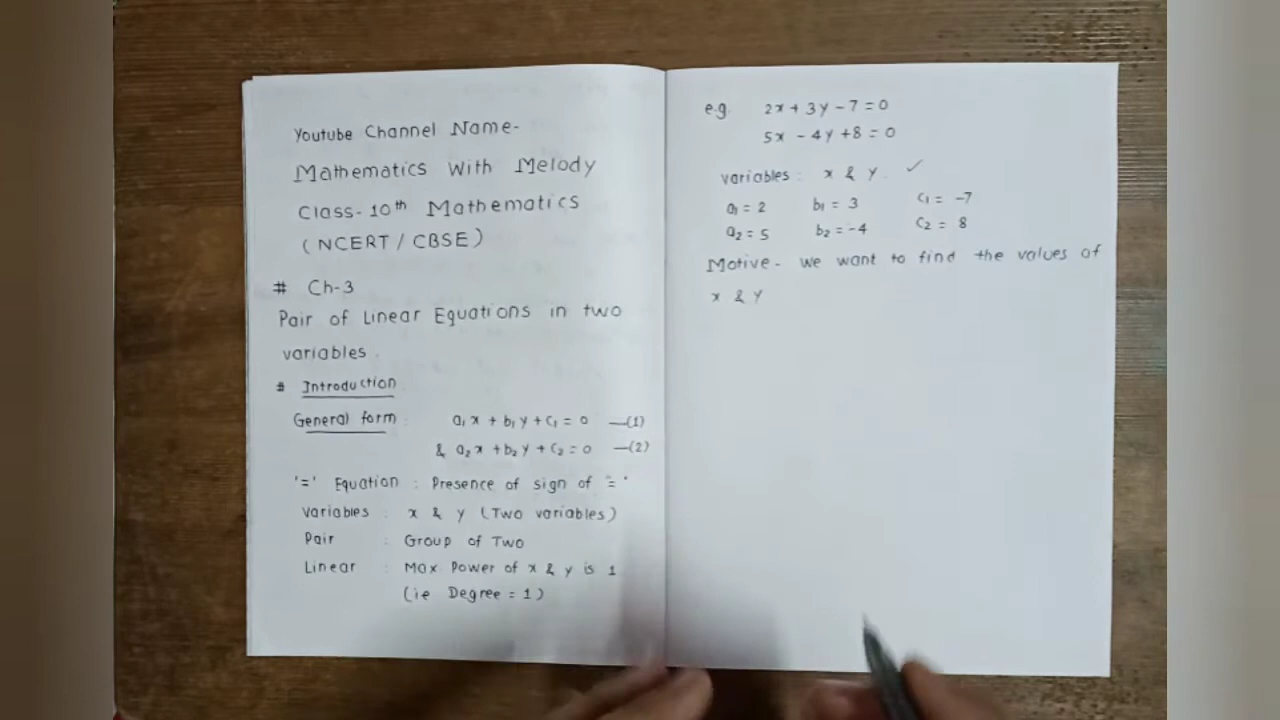 Youtube Channel Name-
Mathematics With Melody
Class-10th Mathematics
(NCERT / CBSE)
# Ch-3
Pair of Linear Equations in two
variables.
# Introduction
General form : a₁x + b₁y + c₁ = 0 —(1)
& a₂x + b₂y + c₂ = 0 —(2)
'=' Equation : Presence of sign of '='
Variables : x & y (Two variables)
Pair : Group of Two
Linear : Max Power of x & y is 1
(ie Degree = 1)
e.g. 2x + 3y - 7 = 0
5x - 4y + 8 = 0
variables : x & y. ✓
a₁ = 2 b₁ = 3 c₁ = -7
a₂ = 5 b₂ = -4 c₂ = 8
Motive - we want to find the values of
x & y